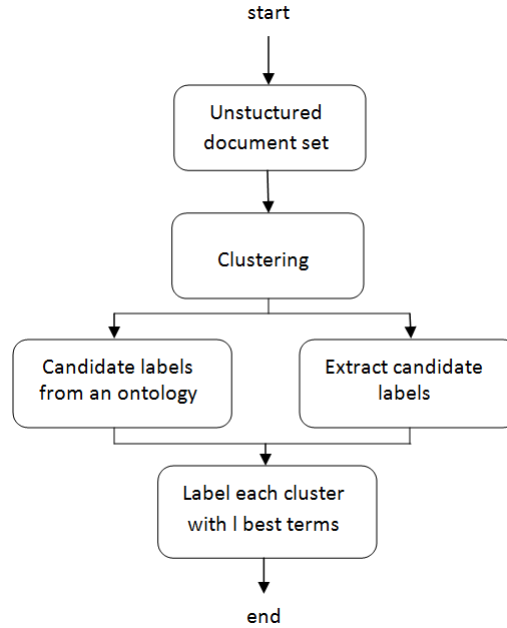 start
Unstuctured
document set
Clustering
Candidate labels
from an ontology
Extract candidate
labels
Label each cluster
with l best terms
end